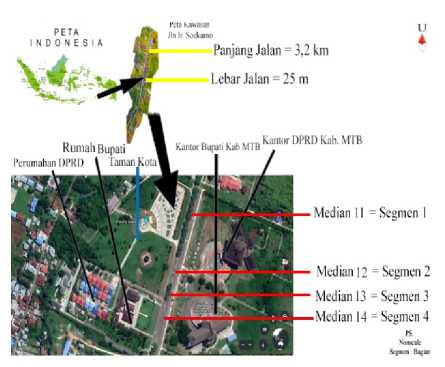 PETA
INDONESIA
Peta Kawasan
Jln Ir. Soekarno
U
Panjang Jalan = 3,2 km
Lebar Jalan = 25 m
Perumahan DPRD
Rumah Bupati
Taman Kota
Kantor Bupati Kab MTB
Kantor DPRD Kab. MTB
Median 11 = Segmen 1
Median 12 = Segmen 2
Median 13 = Segmen 3
Median 14 = Segmen 4
PS.
Nonscale
Segmen : Bagian